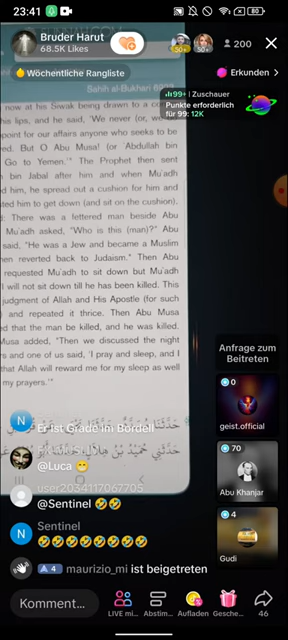 23:41
80
Bruder Harut
68.5K Likes
50+
50+
200
Wöchentliche Rangliste
Erkunden >
Sahih al-Bukhari
99+ | Zuschauer
Punkte erforderlich
für 99: 12K
now at his Siwak being drawn to a
his lips, and he said, 'We never (or, we
point for our affairs anyone who seeks to be
ed. But O Abu Musa! (or 'Abdullah bin
Go to Yemen.'" The Prophet then sent
bin Jabal after him and when Mu'adh
ed him, he spread out a cushion for him and
ted him to get down (and sit on the cushion).
d: There was a fettered man beside Abu
Mu'adh asked, "Who is this (man)?" Abu
said, "He was a Jew and became a Muslim
hen reverted back to Judaism." Then Abu
requested Mu'adh to sit down but Mu'adh
I will not sit down till he has been killed. This
judgment of Allah and His Apostle (for such
) and repeated it thrice. Then Abu Musa
ed that the man be killed, and he was killed.
Musa added, "Then we discussed the night
rs and one of us said, 'I pray and sleep, and I
that Allah will reward me for my sleep as well
my prayers.'"
Anfrage zum
Beitreten
0
geist.official
N
Er ist Grade im Bordell
@Luca 😁
70
Abu Khanjar
user2034117067705
@Sentinel 🤣🤣
N
Sentinel
🤣🤣🤣🤣🤣🤣🤣🤣
4
Gudi
4 maurizio_mi ist beigetreten
Kommentar...
LIVE mi...
Abstim...
Aufladen
Gesche...
46